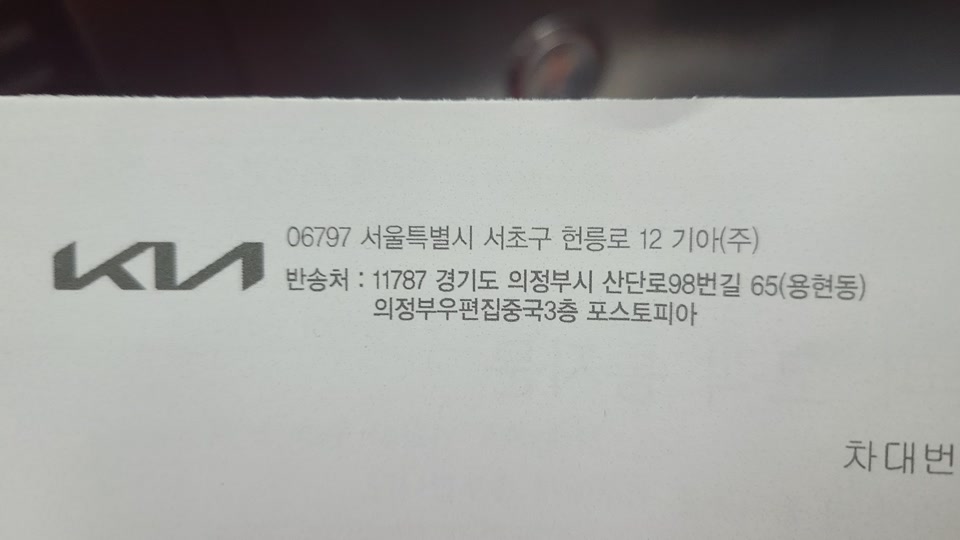 KIA
06797 서울특별시 서초구 헌릉로 12 기아(주)
반송처 : 11787 경기도 의정부시 산단로98번길 65(용현동)
의정부우편집중국3층 포스토피아
차대번